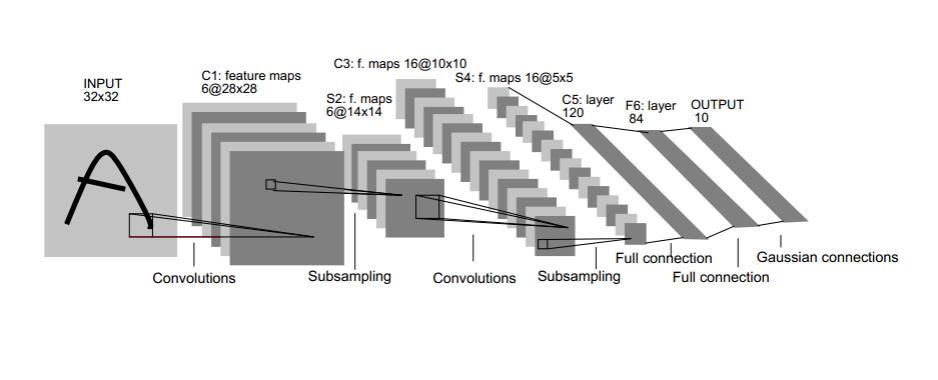 INPUT
32x32
C1: feature maps
6@28x28
S2: f. maps
6@14x14
C3: f. maps 16@10x10
S4: f. maps 16@5x5
C5: layer
120
F6: layer
84
OUTPUT
10
A
Convolutions
Subsampling
Convolutions
Subsampling
Full connection
Full connection
Gaussian connections